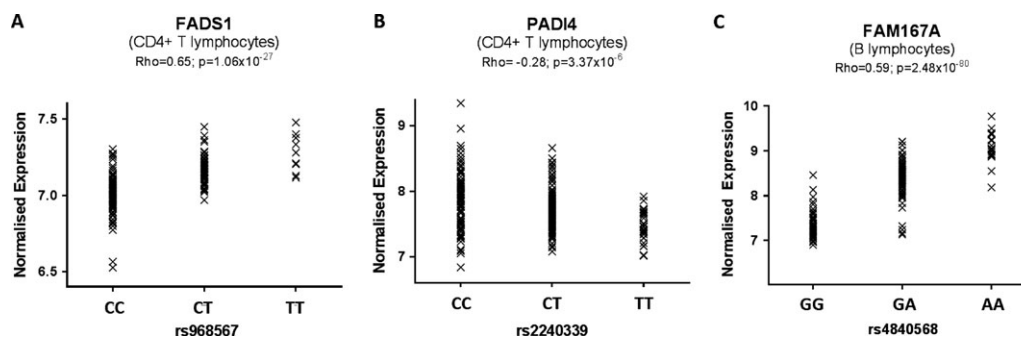 A
FADS1
(CD4+ T lymphocytes)
Rho=0.65; p=1.06x10⁻²⁷
Normalised Expression
7.5
7.0
6.5
CC CT TT
rs968567
B
PADI4
(CD4+ T lymphocytes)
Rho= -0.28; p=3.37x10⁻⁶
Normalised Expression
9
8
7
CC CT TT
rs2240339
C
FAM167A
(B lymphocytes)
Rho=0.59; p=2.48x10⁻⁸⁰
Normalised Expression
10
9
8
7
GG GA AA
rs4840568